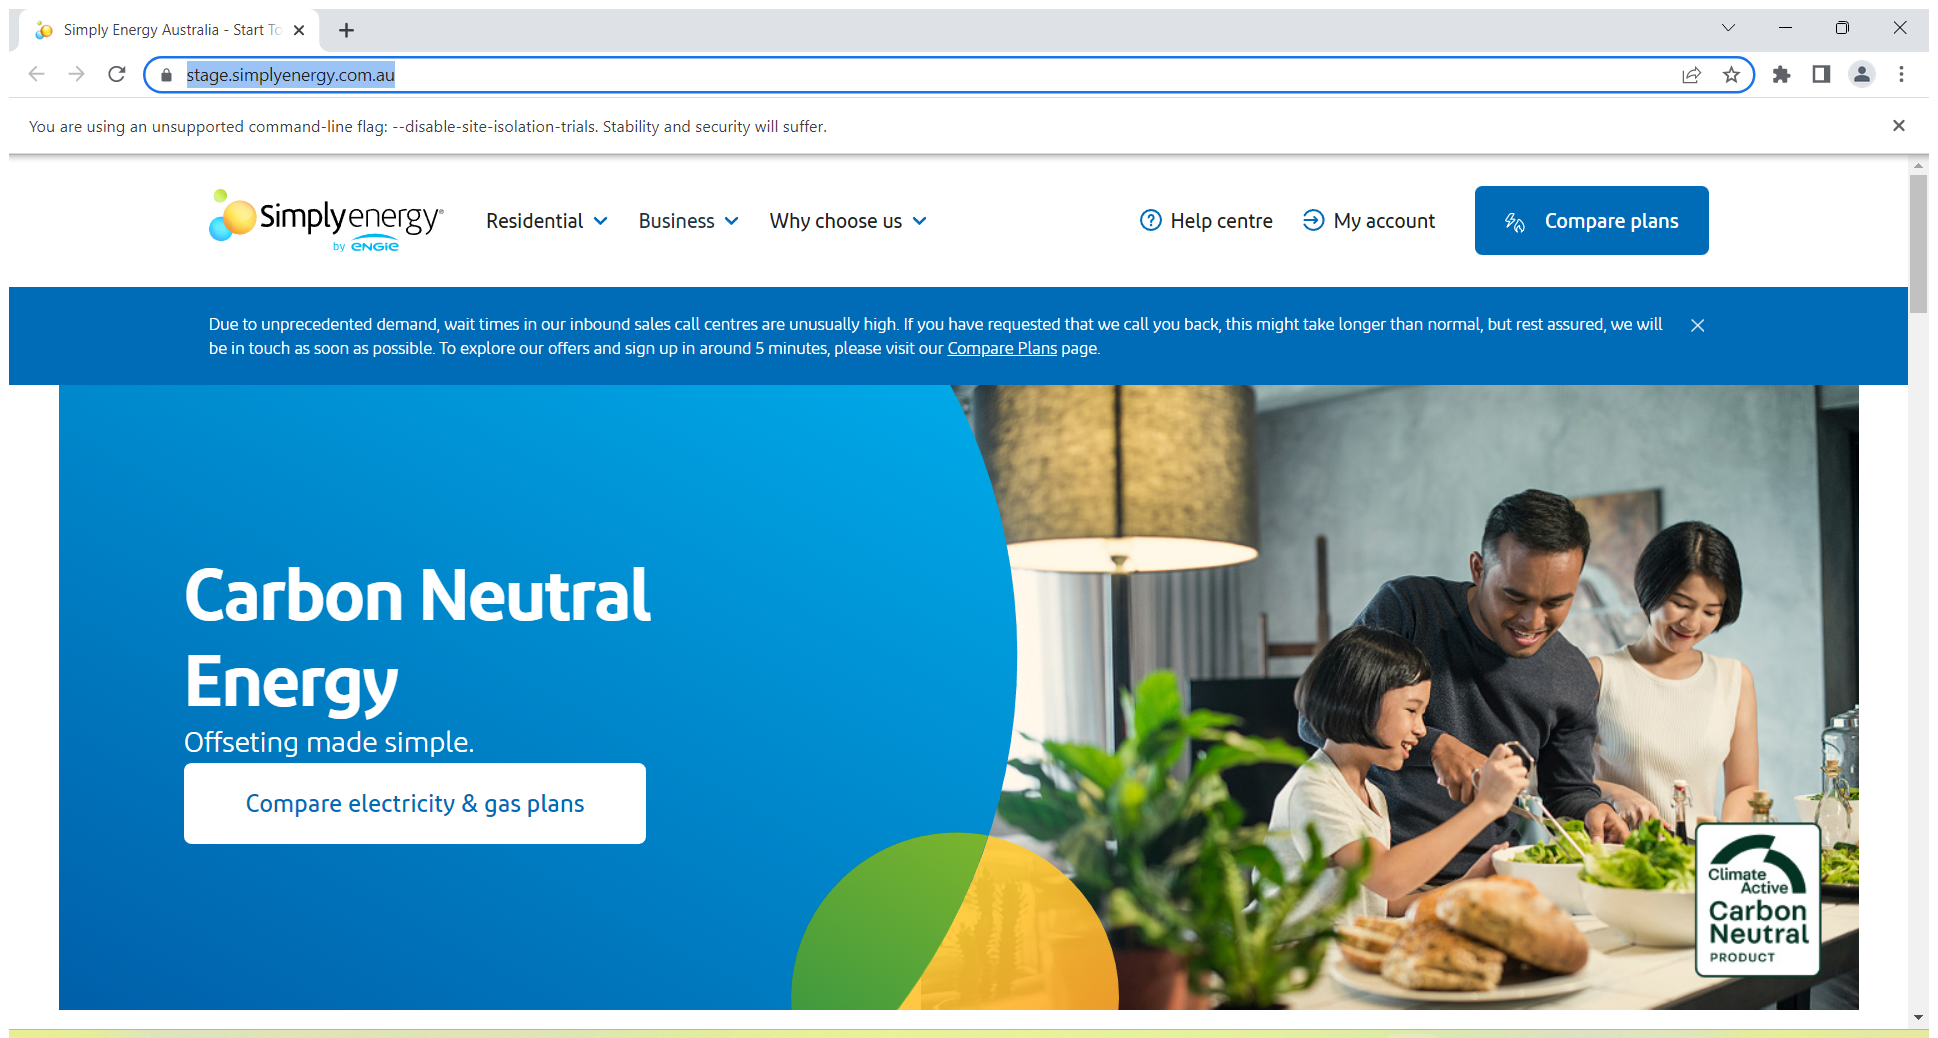 Simply Energy Australia - Start To
stage.simplyenergy.com.au
You are using an unsupported command-line flag: --disable-site-isolation-trials. Stability and security will suffer.
Simplyenergy®
by ENGIE
Residential
Business
Why choose us
Help centre
My account
Compare plans
Due to unprecedented demand, wait times in our inbound sales call centres are unusually high. If you have requested that we call you back, this might take longer than normal, but rest assured, we will
be in touch as soon as possible. To explore our offers and sign up in around 5 minutes, please visit our Compare Plans page.
Carbon Neutral
Energy
Offseting made simple.
Compare electricity & gas plans
Climate
Active
Carbon
Neutral
PRODUCT